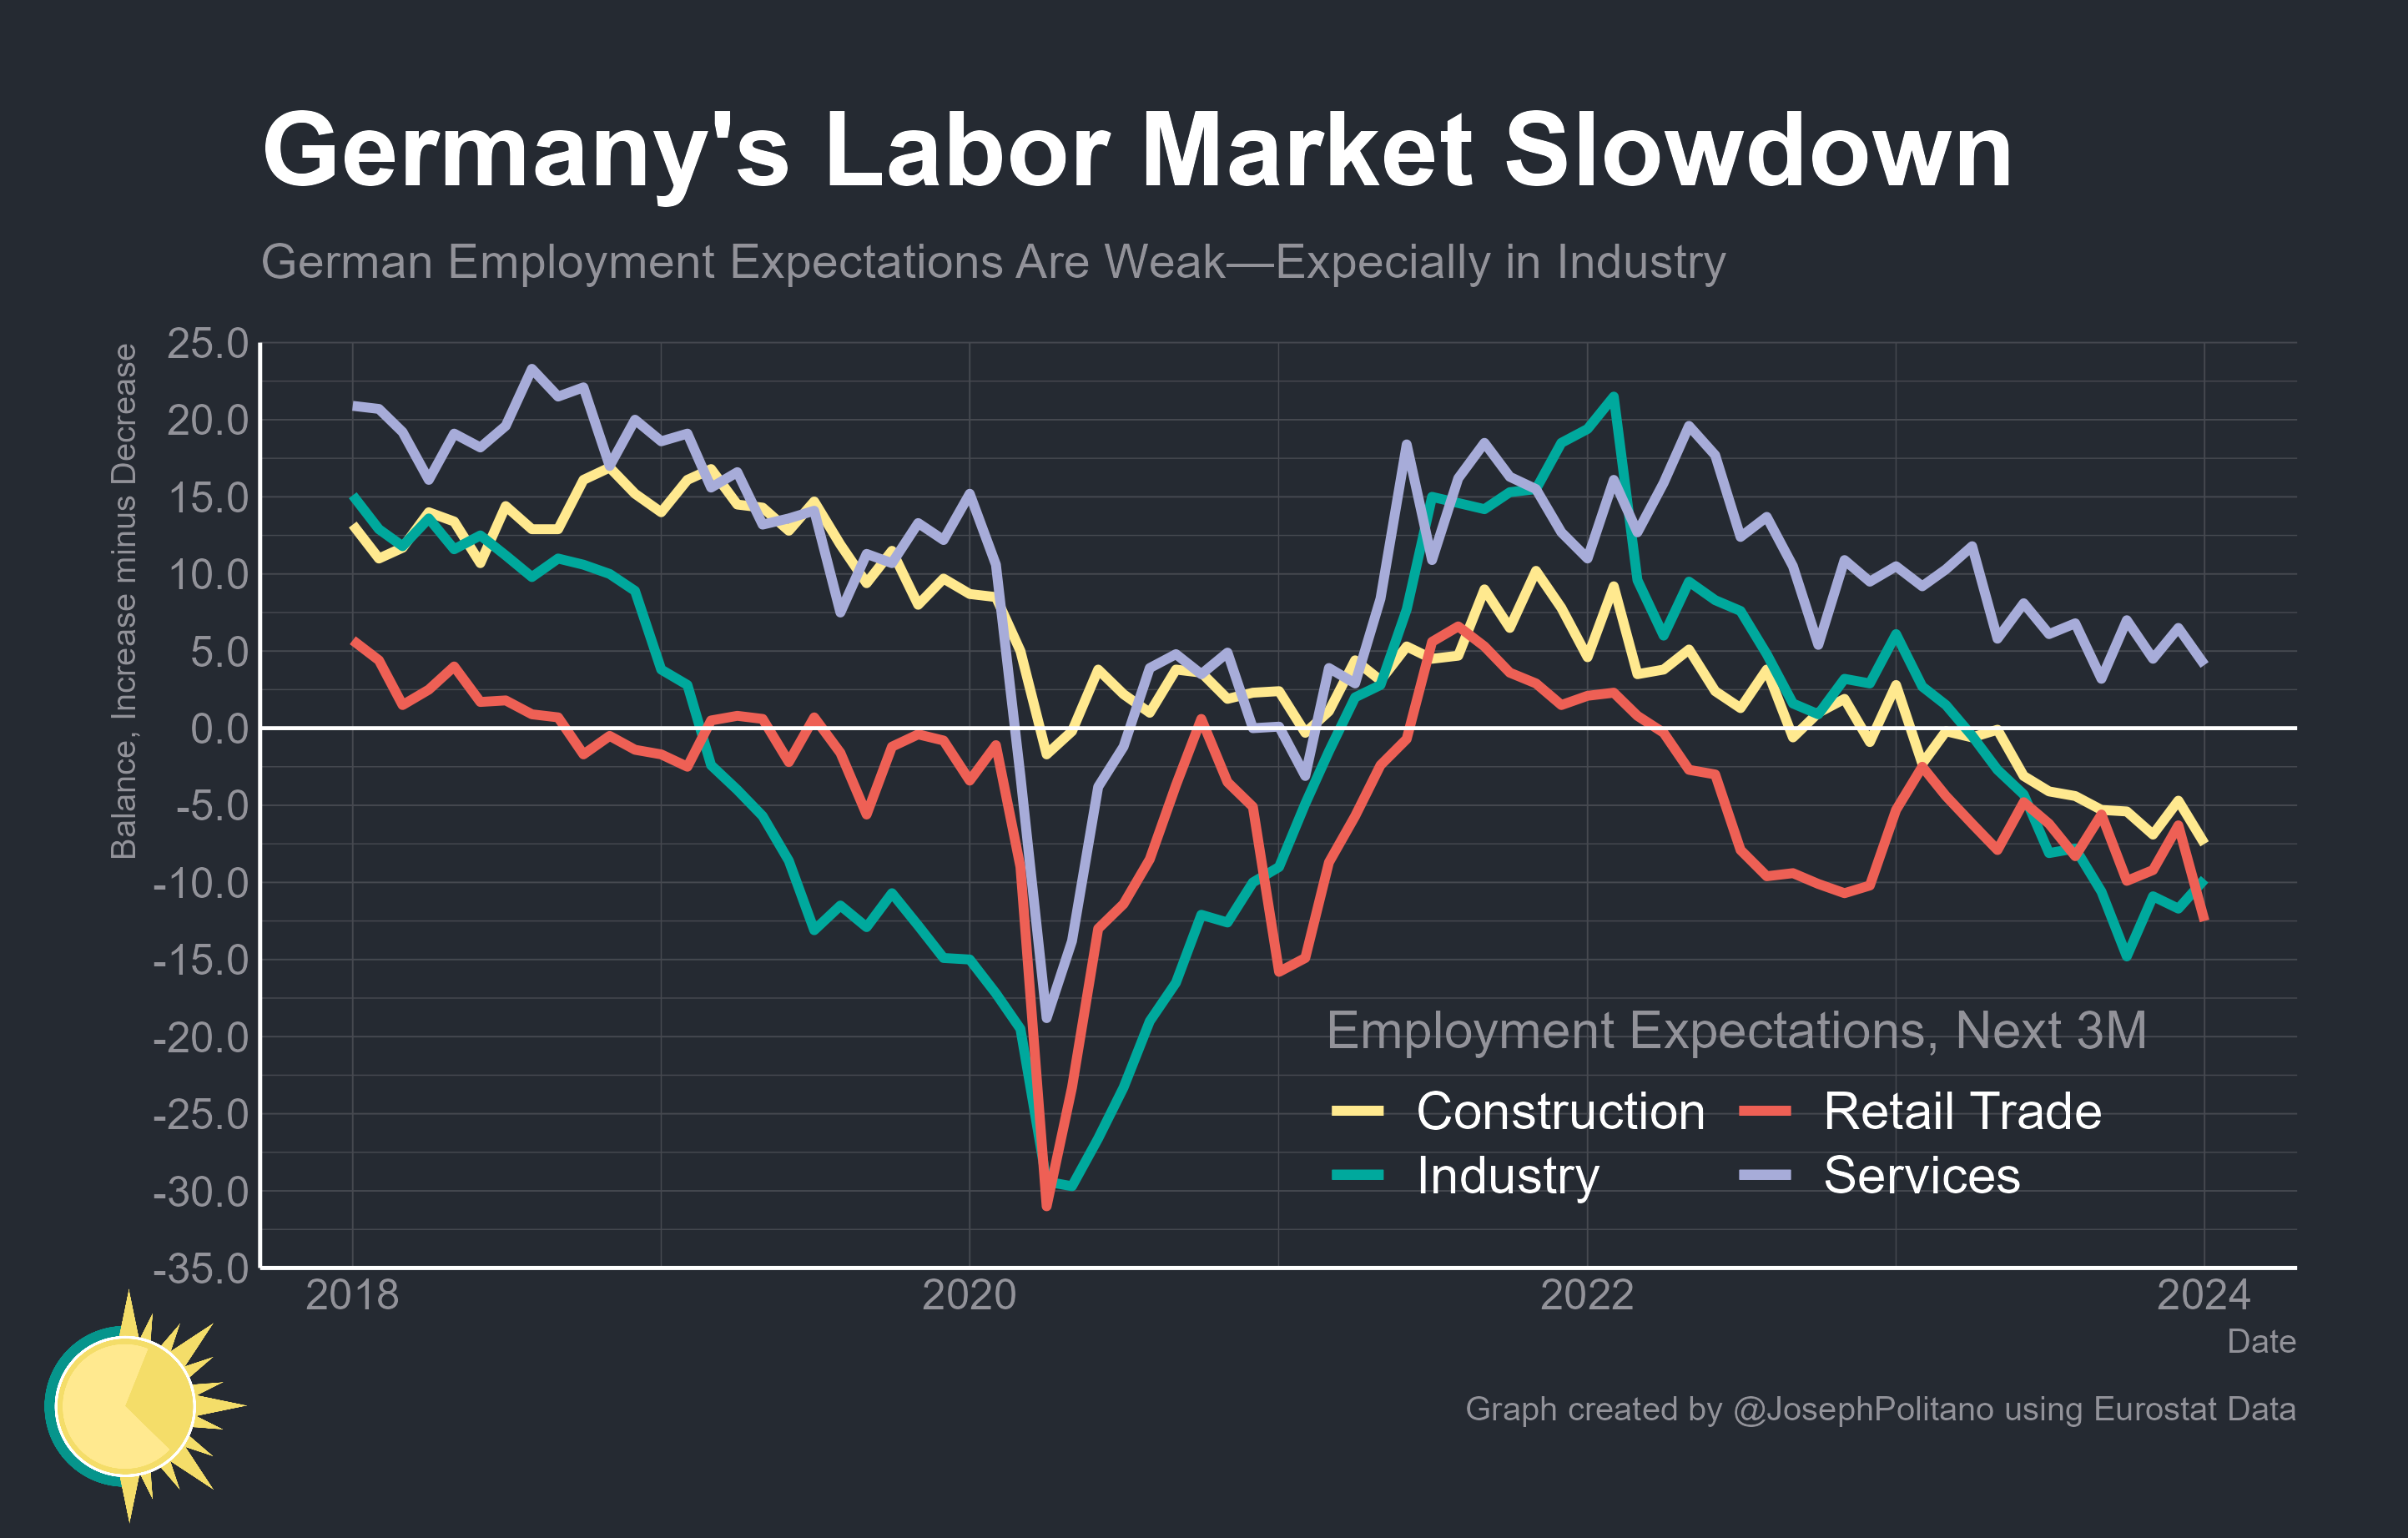 Germany's Labor Market Slowdown
German Employment Expectations Are Weak—Expecially in Industry
Balance, Increase minus Decrease
25.0
20.0
15.0
10.0
5.0
0.0
-5.0
-10.0
-15.0
-20.0
-25.0
-30.0
-35.0
Employment Expectations, Next 3M
Construction
Retail Trade
Industry
Services
2018
2020
2022
2024
Date
Graph created by @JosephPolitano using Eurostat Data